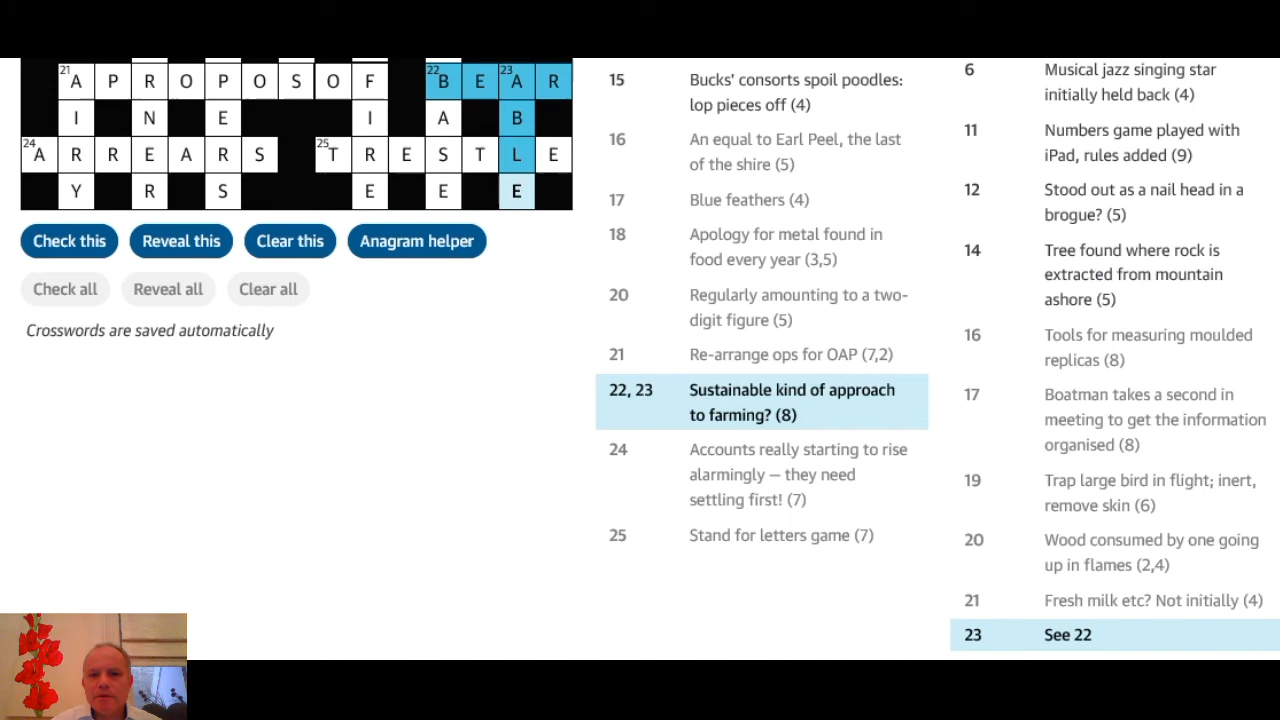 21 A P R O P O S O F 22 B E 23 A R
I N E I A B
24 A R R E A R S 25 T R E S T L E
Y R S E E E
Check this Reveal this Clear this Anagram helper
Check all Reveal all Clear all
Crosswords are saved automatically
15 Bucks' consorts spoil poodles:
lop pieces off (4)
16 An equal to Earl Peel, the last
of the shire (5)
17 Blue feathers (4)
18 Apology for metal found in
food every year (3,5)
20 Regularly amounting to a two-
digit figure (5)
21 Re-arrange ops for OAP (7,2)
22, 23 Sustainable kind of approach
to farming? (8)
24 Accounts really starting to rise
alarmingly — they need
settling first! (7)
25 Stand for letters game (7)
6 Musical jazz singing star
initially held back (4)
11 Numbers game played with
iPad, rules added (9)
12 Stood out as a nail head in a
brogue? (5)
14 Tree found where rock is
extracted from mountain
ashore (5)
16 Tools for measuring moulded
replicas (8)
17 Boatman takes a second in
meeting to get the information
organised (8)
19 Trap large bird in flight; inert,
remove skin (6)
20 Wood consumed by one going
up in flames (2,4)
21 Fresh milk etc? Not initially (4)
23 See 22